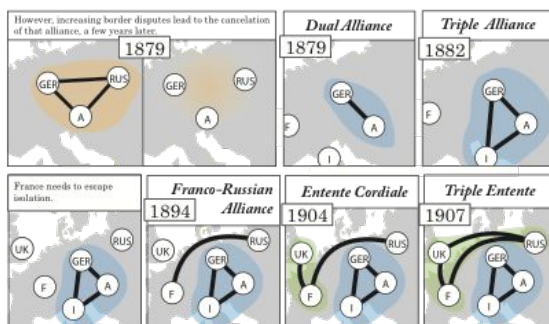 However, increasing border disputes lead to the cancelation
of that alliance, a few years later.
1879
GER
RUS
A
GER
RUS
A
Dual Alliance
1879
GER
A
F
I
Triple Alliance
1882
GER
A
F
I
France needs to escape
isolation.
UK
RUS
GER
F
A
I
Franco-Russian
Alliance
1894
UK
RUS
GER
F
A
I
Entente Cordiale
1904
UK
RUS
GER
F
A
I
Triple Entente
1907
UK
RUS
GER
F
A
I